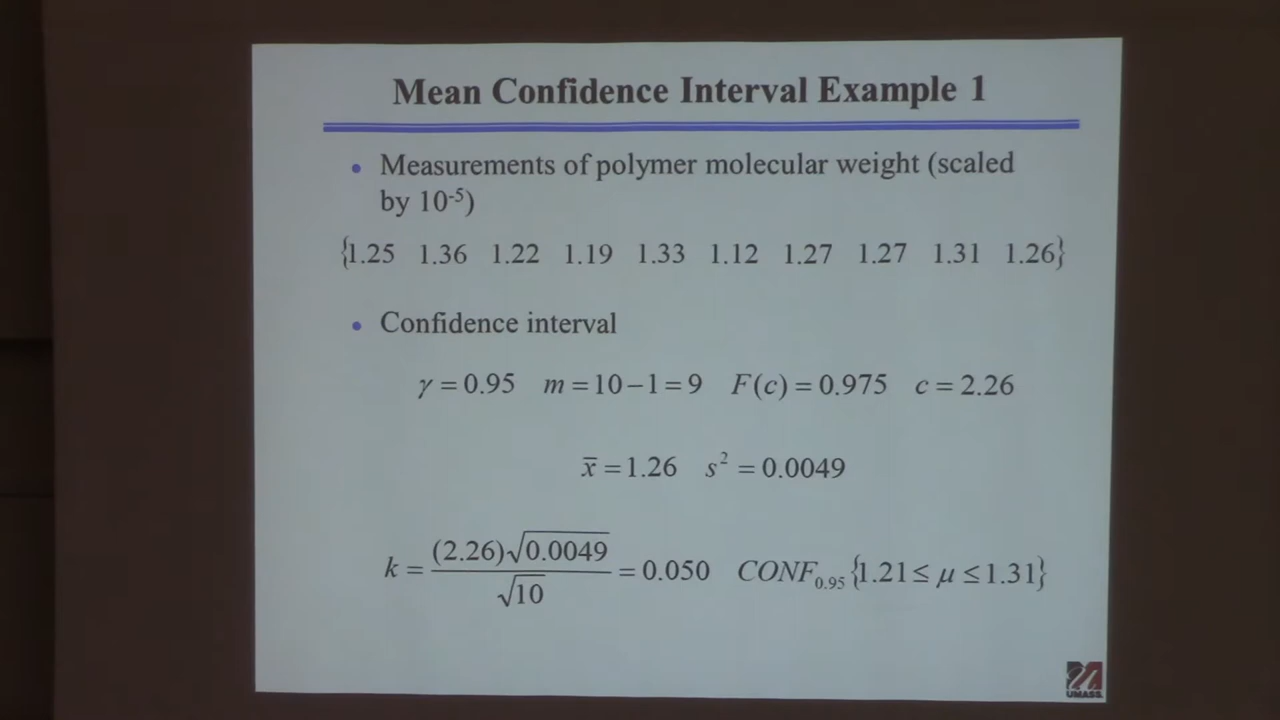 Mean Confidence Interval Example 1
• Measurements of polymer molecular weight (scaled
by 10⁻⁵)
{1.25 1.36 1.22 1.19 1.33 1.12 1.27 1.27 1.31 1.26}
• Confidence interval
γ = 0.95 m = 10 − 1 = 9 F(c) = 0.975 c = 2.26
x̄ = 1.26 s² = 0.0049
k = (2.26)√0.0049 / √10 = 0.050 CONF₀.₉₅ {1.21 ≤ μ ≤ 1.31}
UMASS